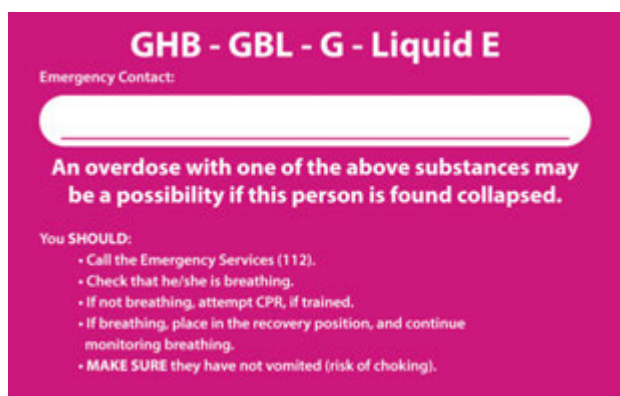 GHB - GBL - G - Liquid E
Emergency Contact:
An overdose with one of the above substances may
be a possibility if this person is found collapsed.
You SHOULD:
• Call the Emergency Services (112).
• Check that he/she is breathing.
• If not breathing, attempt CPR, if trained.
• If breathing, place in the recovery position, and continue
monitoring breathing.
• MAKE SURE they have not vomited (risk of choking).